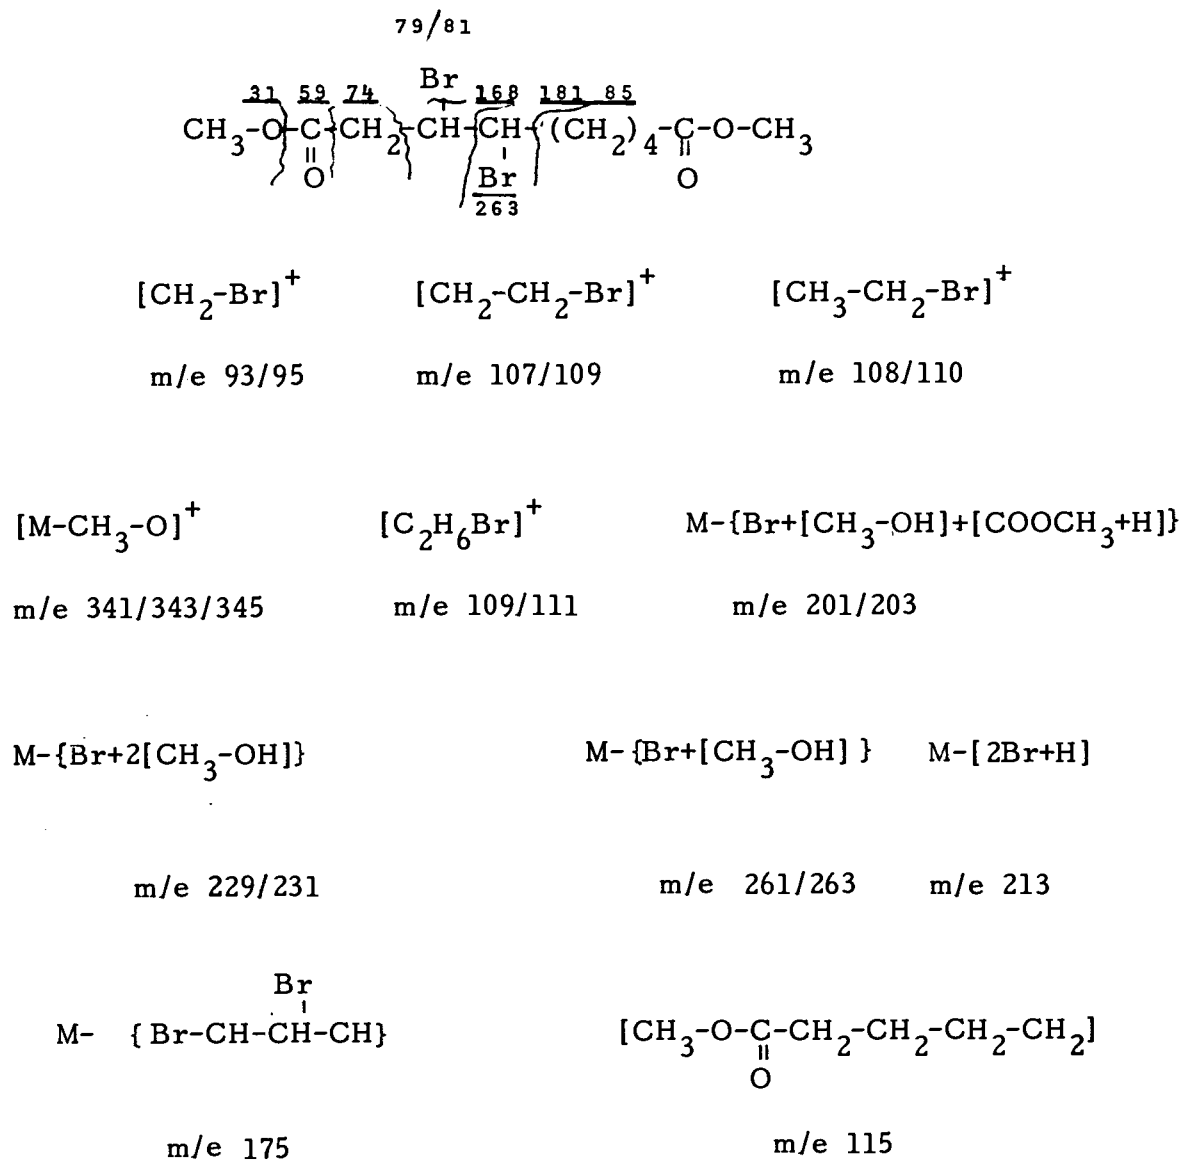 79/81
Br
31 59 74 168 181 85
CH3-O-C-CH2-CH-CH-(CH2)4-C-O-CH3
O Br O
263
[CH2-Br]+ [CH2-CH2-Br]+ [CH3-CH2-Br]+
m/e 93/95 m/e 107/109 m/e 108/110
[M-CH3-O]+ [C2H6Br]+ M-{Br+[CH3-OH]+[COOCH3+H]}
m/e 341/343/345 m/e 109/111 m/e 201/203
M-{Br+2[CH3-OH]} M-{Br+[CH3-OH] } M-[2Br+H]
m/e 229/231 m/e 261/263 m/e 213
Br
M- {Br-CH-CH-CH} [CH3-O-C-CH2-CH2-CH2-CH2]
O
m/e 175 m/e 115